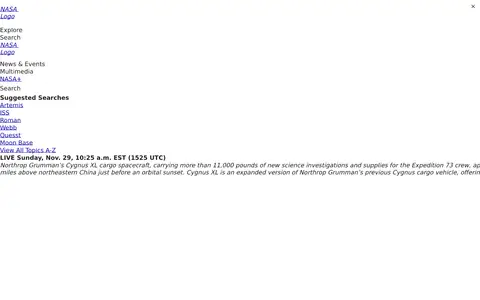 NASA
Logo
×
Explore
Search
NASA
Logo
News & Events
Multimedia
NASA+
Search
Suggested Searches
Artemis
ISS
Roman
Webb
Quesst
Moon Base
View All Topics A-Z
LIVE Sunday, Nov. 29, 10:25 a.m. EST (1525 UTC)
Northrop Grumman's Cygnus XL cargo spacecraft, carrying more than 11,000 pounds of new science investigations and supplies for the Expedition 73 crew, ap
miles above northeastern China just before an orbital sunset. Cygnus XL is an expanded version of Northrop Grumman's previous Cygnus cargo vehicle, offerin